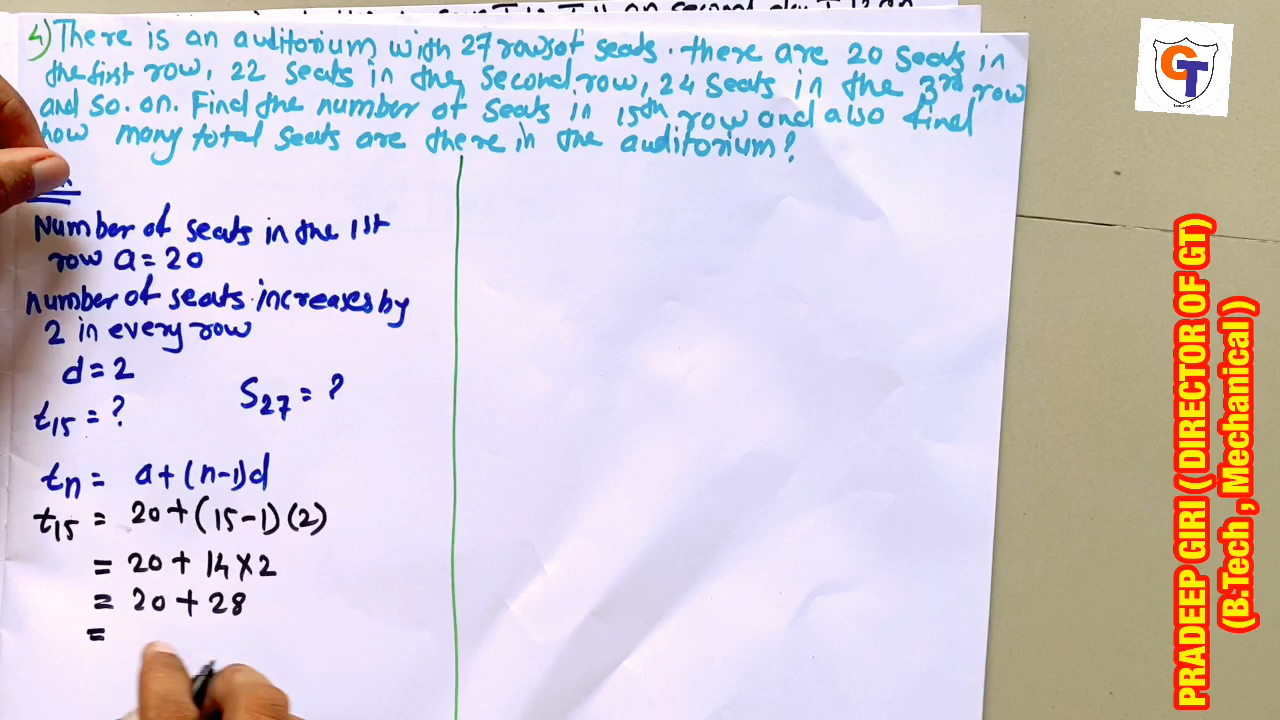 4) There is an auditorium with 27 rows of seats. there are 20 seats in
the first row, 22 seats in the second row, 24 seats in the 3rd row
and so. on. Find the number of seats in 15th row and also find
how many total seats are there in the auditorium?
Number of seats in the 1st
row a = 20
number of seats increases by
2 in every row
d = 2
t15 = ?
S27 = ?
tn = a+(n-1)d
t15 = 20+(15-1)(2)
= 20+ 14×2
= 20 + 28
=
GT
PRADEEP GIRI ( DIRECTOR OF GT)
(B.Tech , Mechanical )